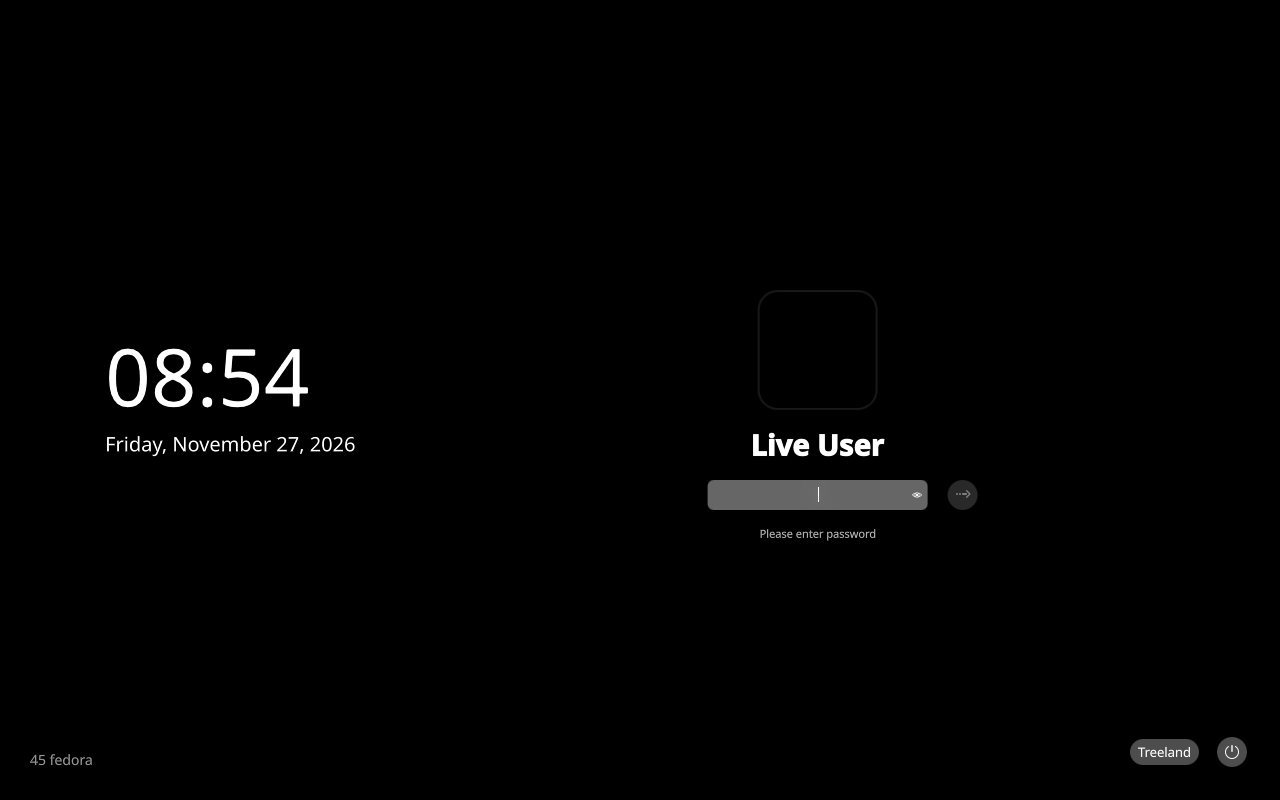 08:54
Friday, November 27, 2026
Live User
Please enter password
45 fedora
Treeland